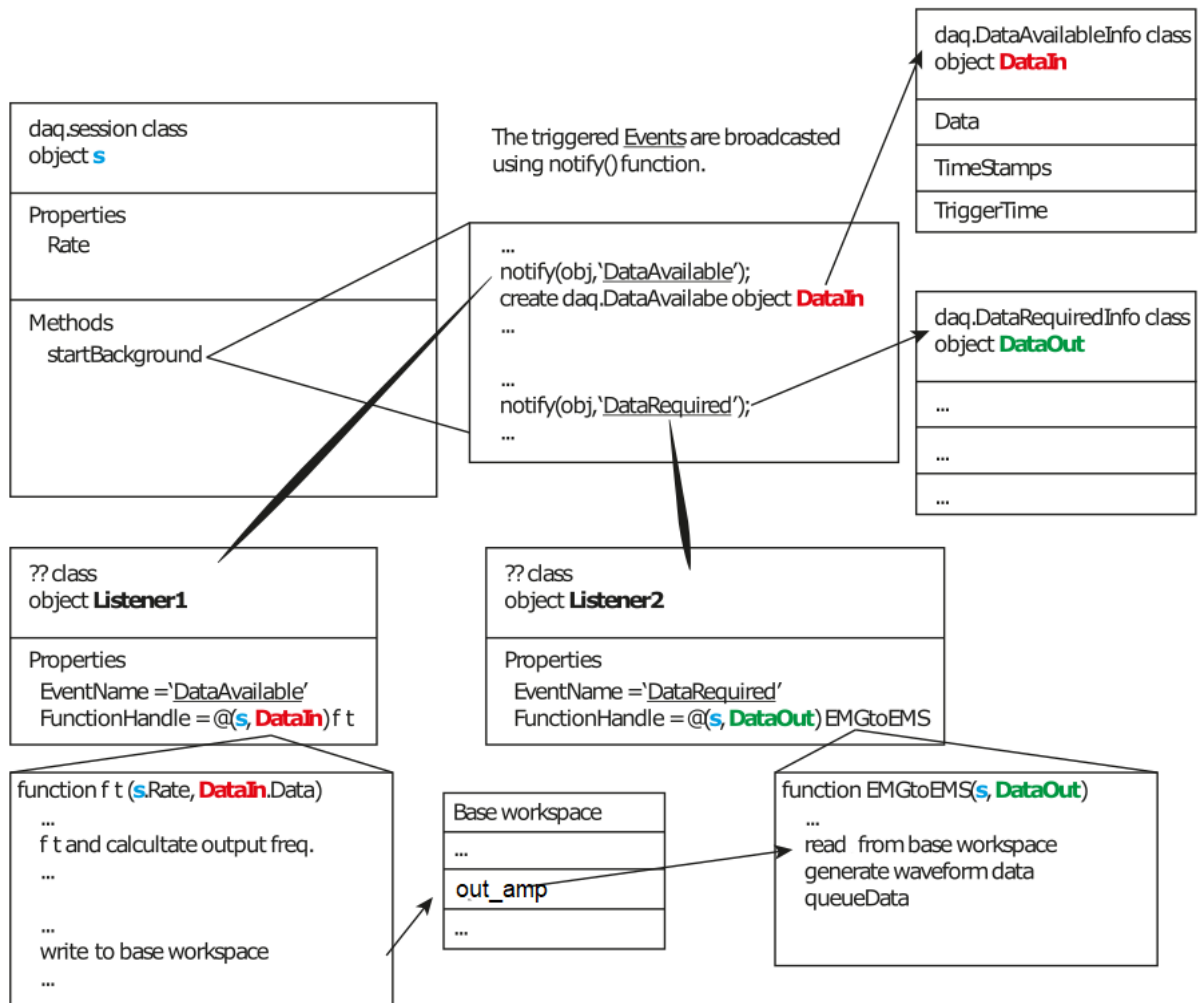 daq.session class
object s
Properties
Rate
Methods
startBackground
The triggered Events are broadcasted
using notify() function.
...
notify(obj,‘DataAvailable’);
create daq.DataAvailabe object DataIn
...
...
notify(obj,‘DataRequired’);
...
daq.DataAvailableInfo class
object DataIn
Data
TimeStamps
TriggerTime
daq.DataRequiredInfo class
object DataOut
...
...
...
?? class
object Listener1
Properties
EventName =‘DataAvailable’
FunctionHandle = @(s, DataIn) f t
?? class
object Listener2
Properties
EventName =‘DataRequired’
FunctionHandle = @(s, DataOut) EMGtoEMS
function f t (s.Rate, DataIn.Data)
...
f t and calcultate output freq.
...
...
write to base workspace
...
Base workspace
...
out_amp
...
function EMGtoEMS(s, DataOut)
...
read from base workspace
generate waveform data
queueData